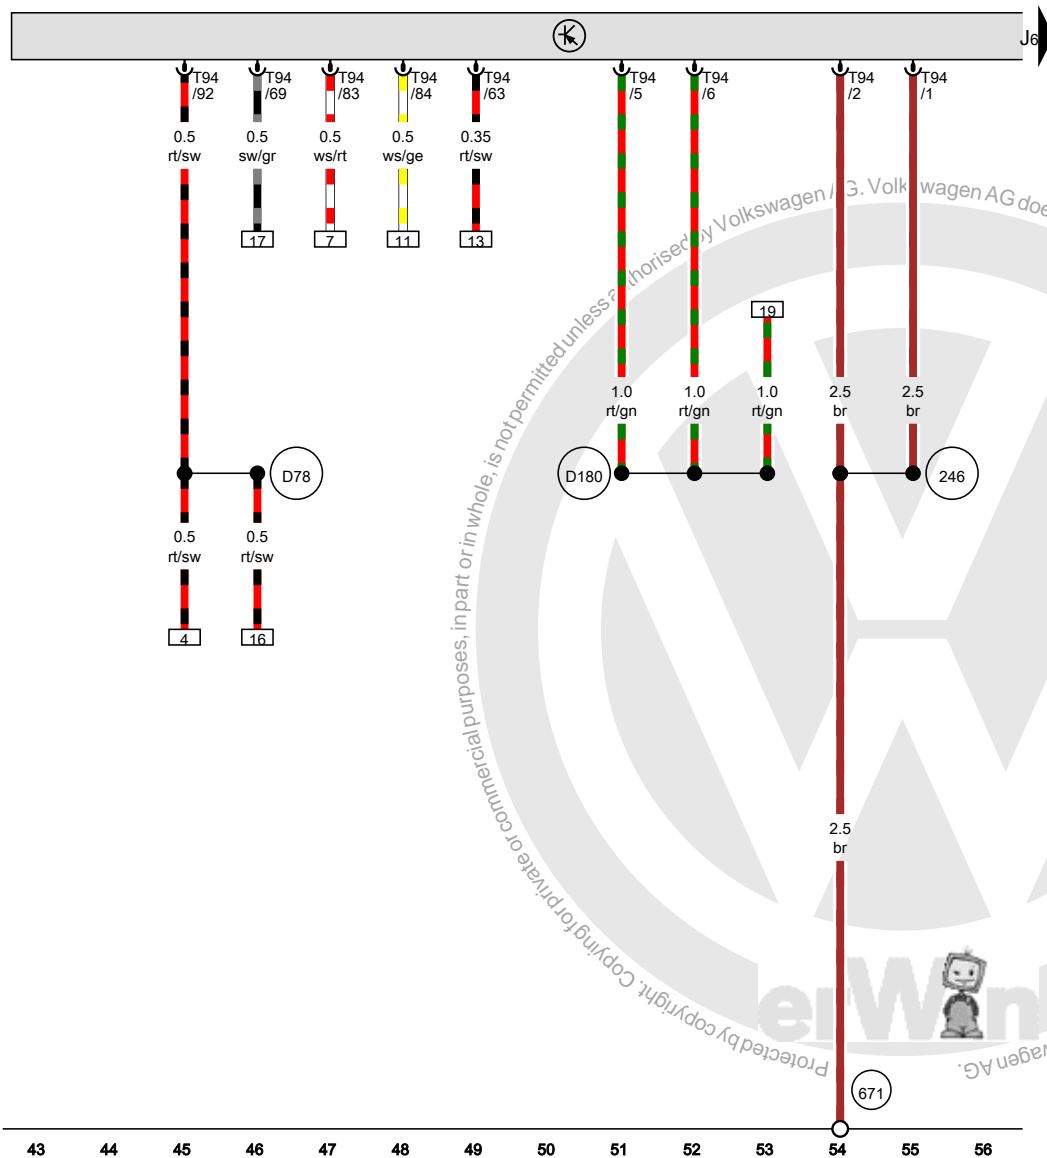 J6
T94 T94 T94 T94 T94 T94 T94 T94 T94
/92 /69 /83 /84 /63 /5 /6 /2 /1
0.5 0.5 0.5 0.5 0.35
rt/sw sw/gr ws/rt ws/ge rt/sw
17 7 11 13
19
1.0 1.0 1.0 2.5 2.5
rt/gn rt/gn rt/gn br br
D78 D180 246
0.5 0.5
rt/sw rt/sw
4 16
2.5
br
671
43 44 45 46 47 48 49 50 51 52 53 54 55 56
Protected by copyright. Copying for private or commercial purposes, in part or in whole, is not permitted unless authorised by Volkswagen AG. Volkswagen AG doe
wagen AG.
erWin